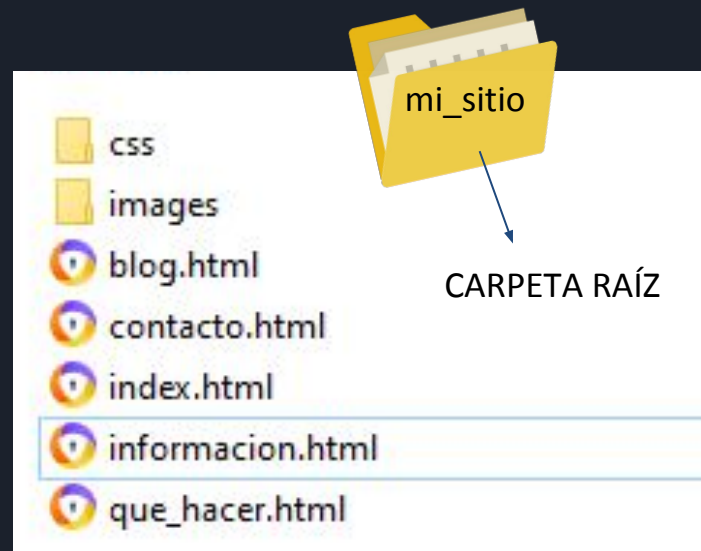 mi_sitio
css
images
blog.html
CARPETA RAÍZ
contacto.html
index.html
informacion.html
que_hacer.html